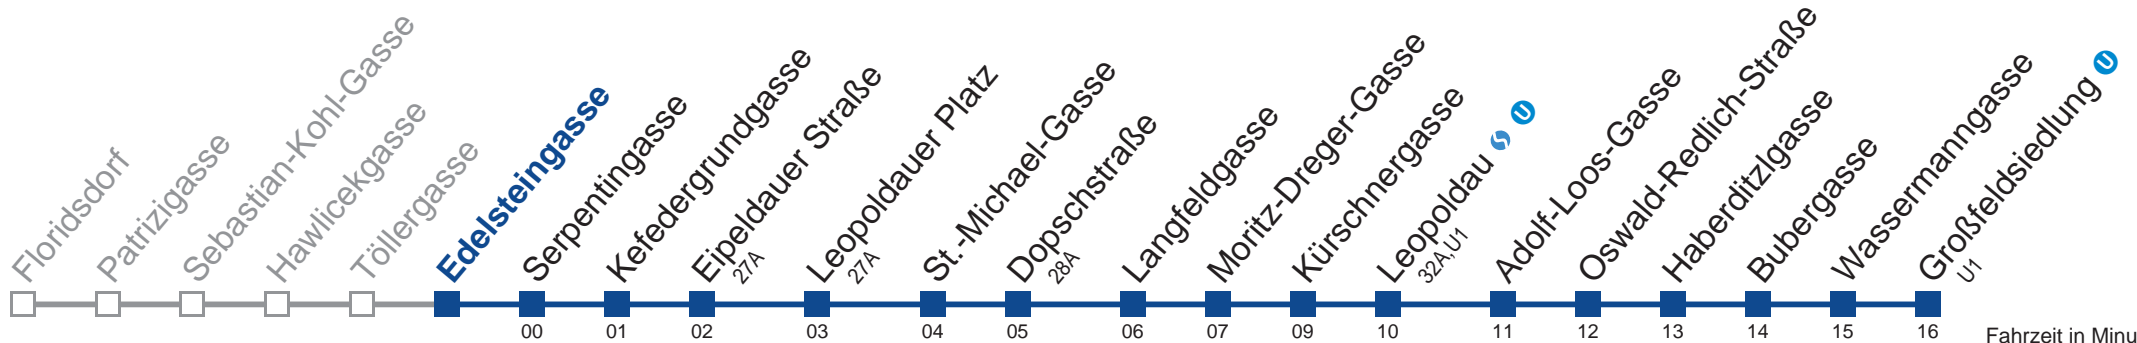 Floridsdorf
Patrizigasse
Sebastian-Kohl-Gasse
Hawlicekgasse
Töllergasse
Edelsteingasse
Serpentingasse
00
Kefedergrundgasse
01
Eipeldauer Straße
27A
02
Leopoldauer Platz
27A
03
St.-Michael-Gasse
04
Dopschstraße
28A
05
Langfeldgasse
06
Moritz-Dreger-Gasse
07
Kürschnergasse
09
Leopoldau U
32A,U1
10
Adolf-Loos-Gasse
11
Oswald-Redlich-Straße
12
Haberditzlgasse
13
Bubergasse
14
Wassermanngasse
15
Großfeldsiedlung U
U1
16
Fahrzeit in Minu